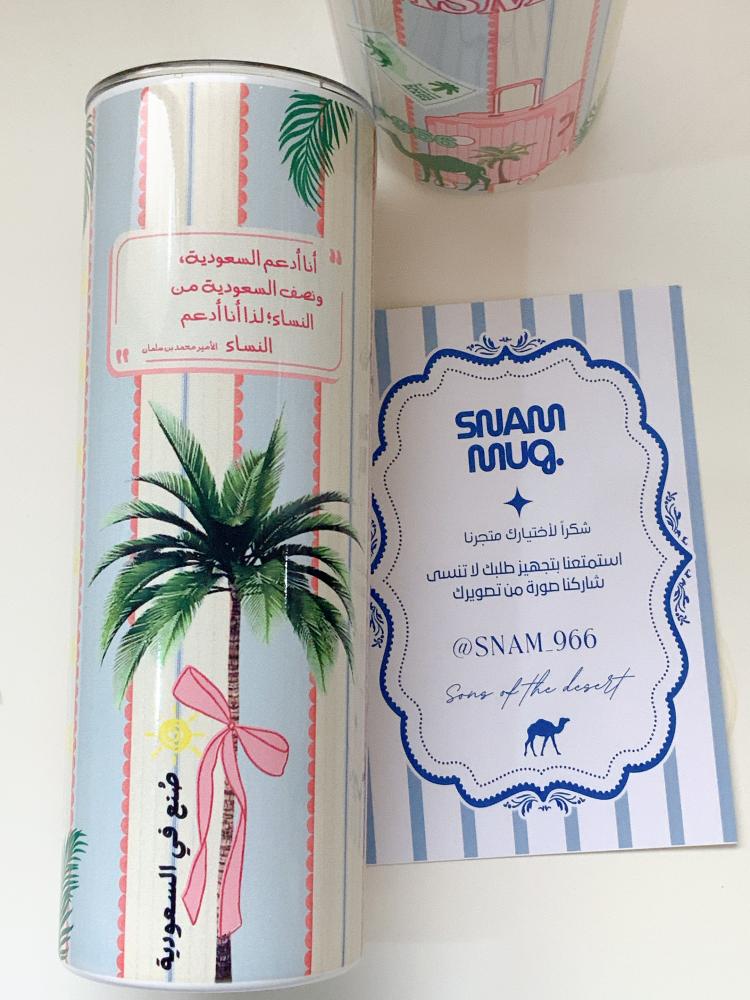 أنا أدعم السعودية،
ونصف السعودية من
النساء؛ لذا أنا أدعم
النساء الأمير محمد بن سلمان
صُنع في السعودية
SNAM
MUG.
شكراً لأختيارك متجرنا
استمتعنا بتجهيز طلبك لا تنسى
شاركنا صورة من تصويرك
@SNAM_966
Sons of the desert